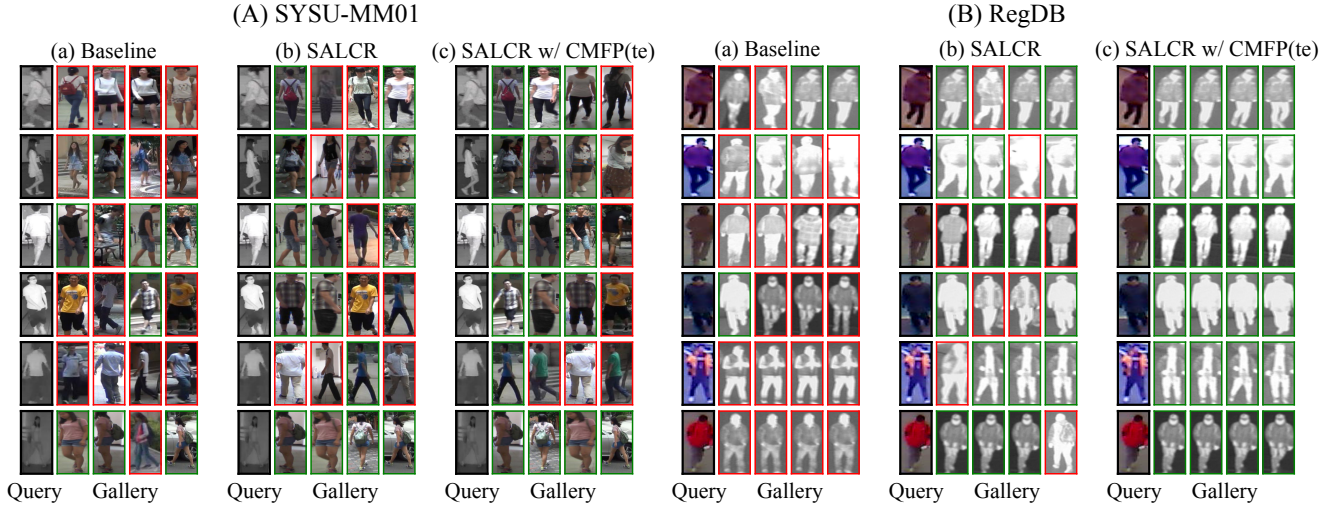 (A) SYSU-MM01
(B) RegDB
(a) Baseline
(b) SALCR
(c) SALCR w/ CMFP(te)
(a) Baseline
(b) SALCR
(c) SALCR w/ CMFP(te)
Query Gallery
Query Gallery
Query Gallery
Query Gallery
Query Gallery
Query Gallery